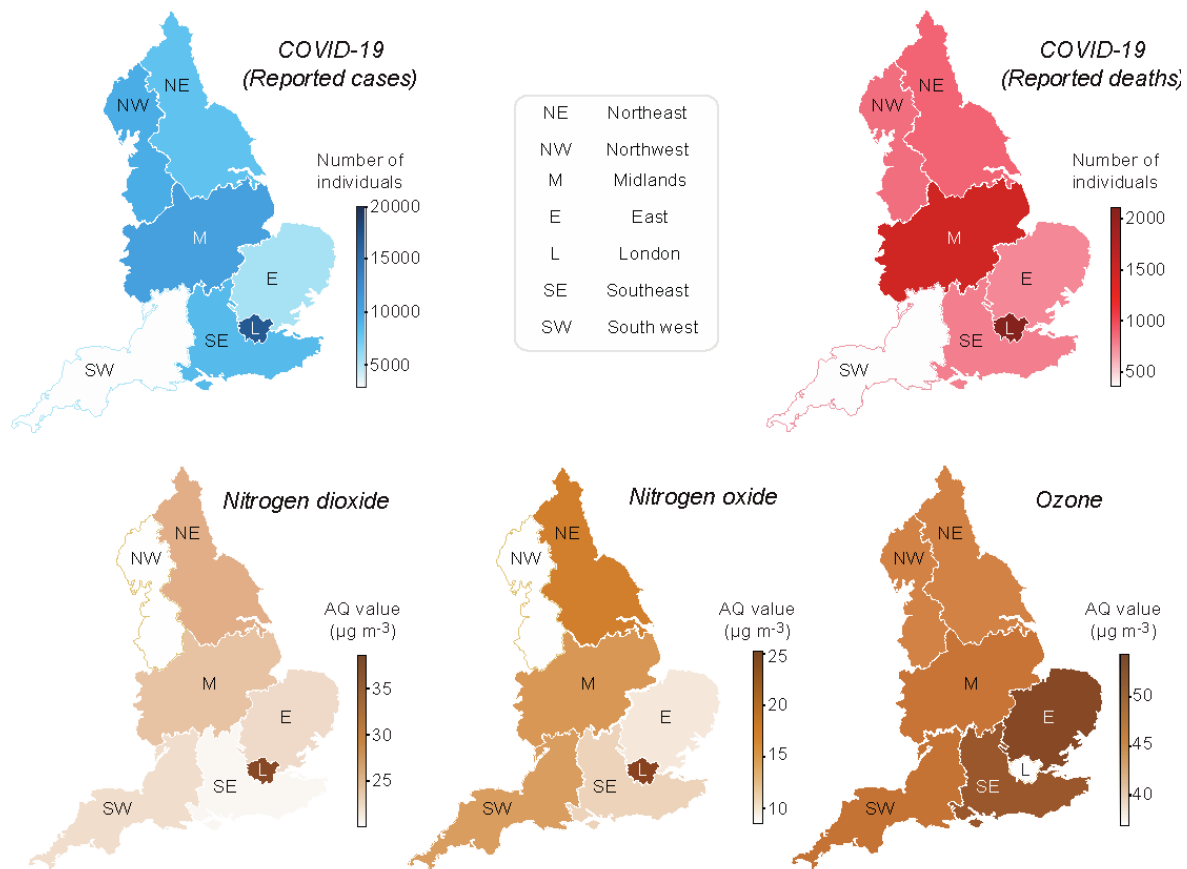 COVID-19
(Reported cases)
NE
NW
M
E
L
SE
SW
Number of
individuals
20000
15000
10000
5000
NE Northeast
NW Northwest
M Midlands
E East
L London
SE Southeast
SW South west
COVID-19
(Reported deaths)
NE
NW
M
E
L
SE
SW
Number of
individuals
2000
1500
1000
500
Nitrogen dioxide
NE
NW
M
E
L
SE
SW
AQ value
(µg m-3)
35
30
25
Nitrogen oxide
NE
NW
M
E
L
SE
SW
AQ value
(µg m-3)
25
20
15
10
Ozone
NE
NW
M
E
L
SE
SW
AQ value
(µg m-3)
50
45
40